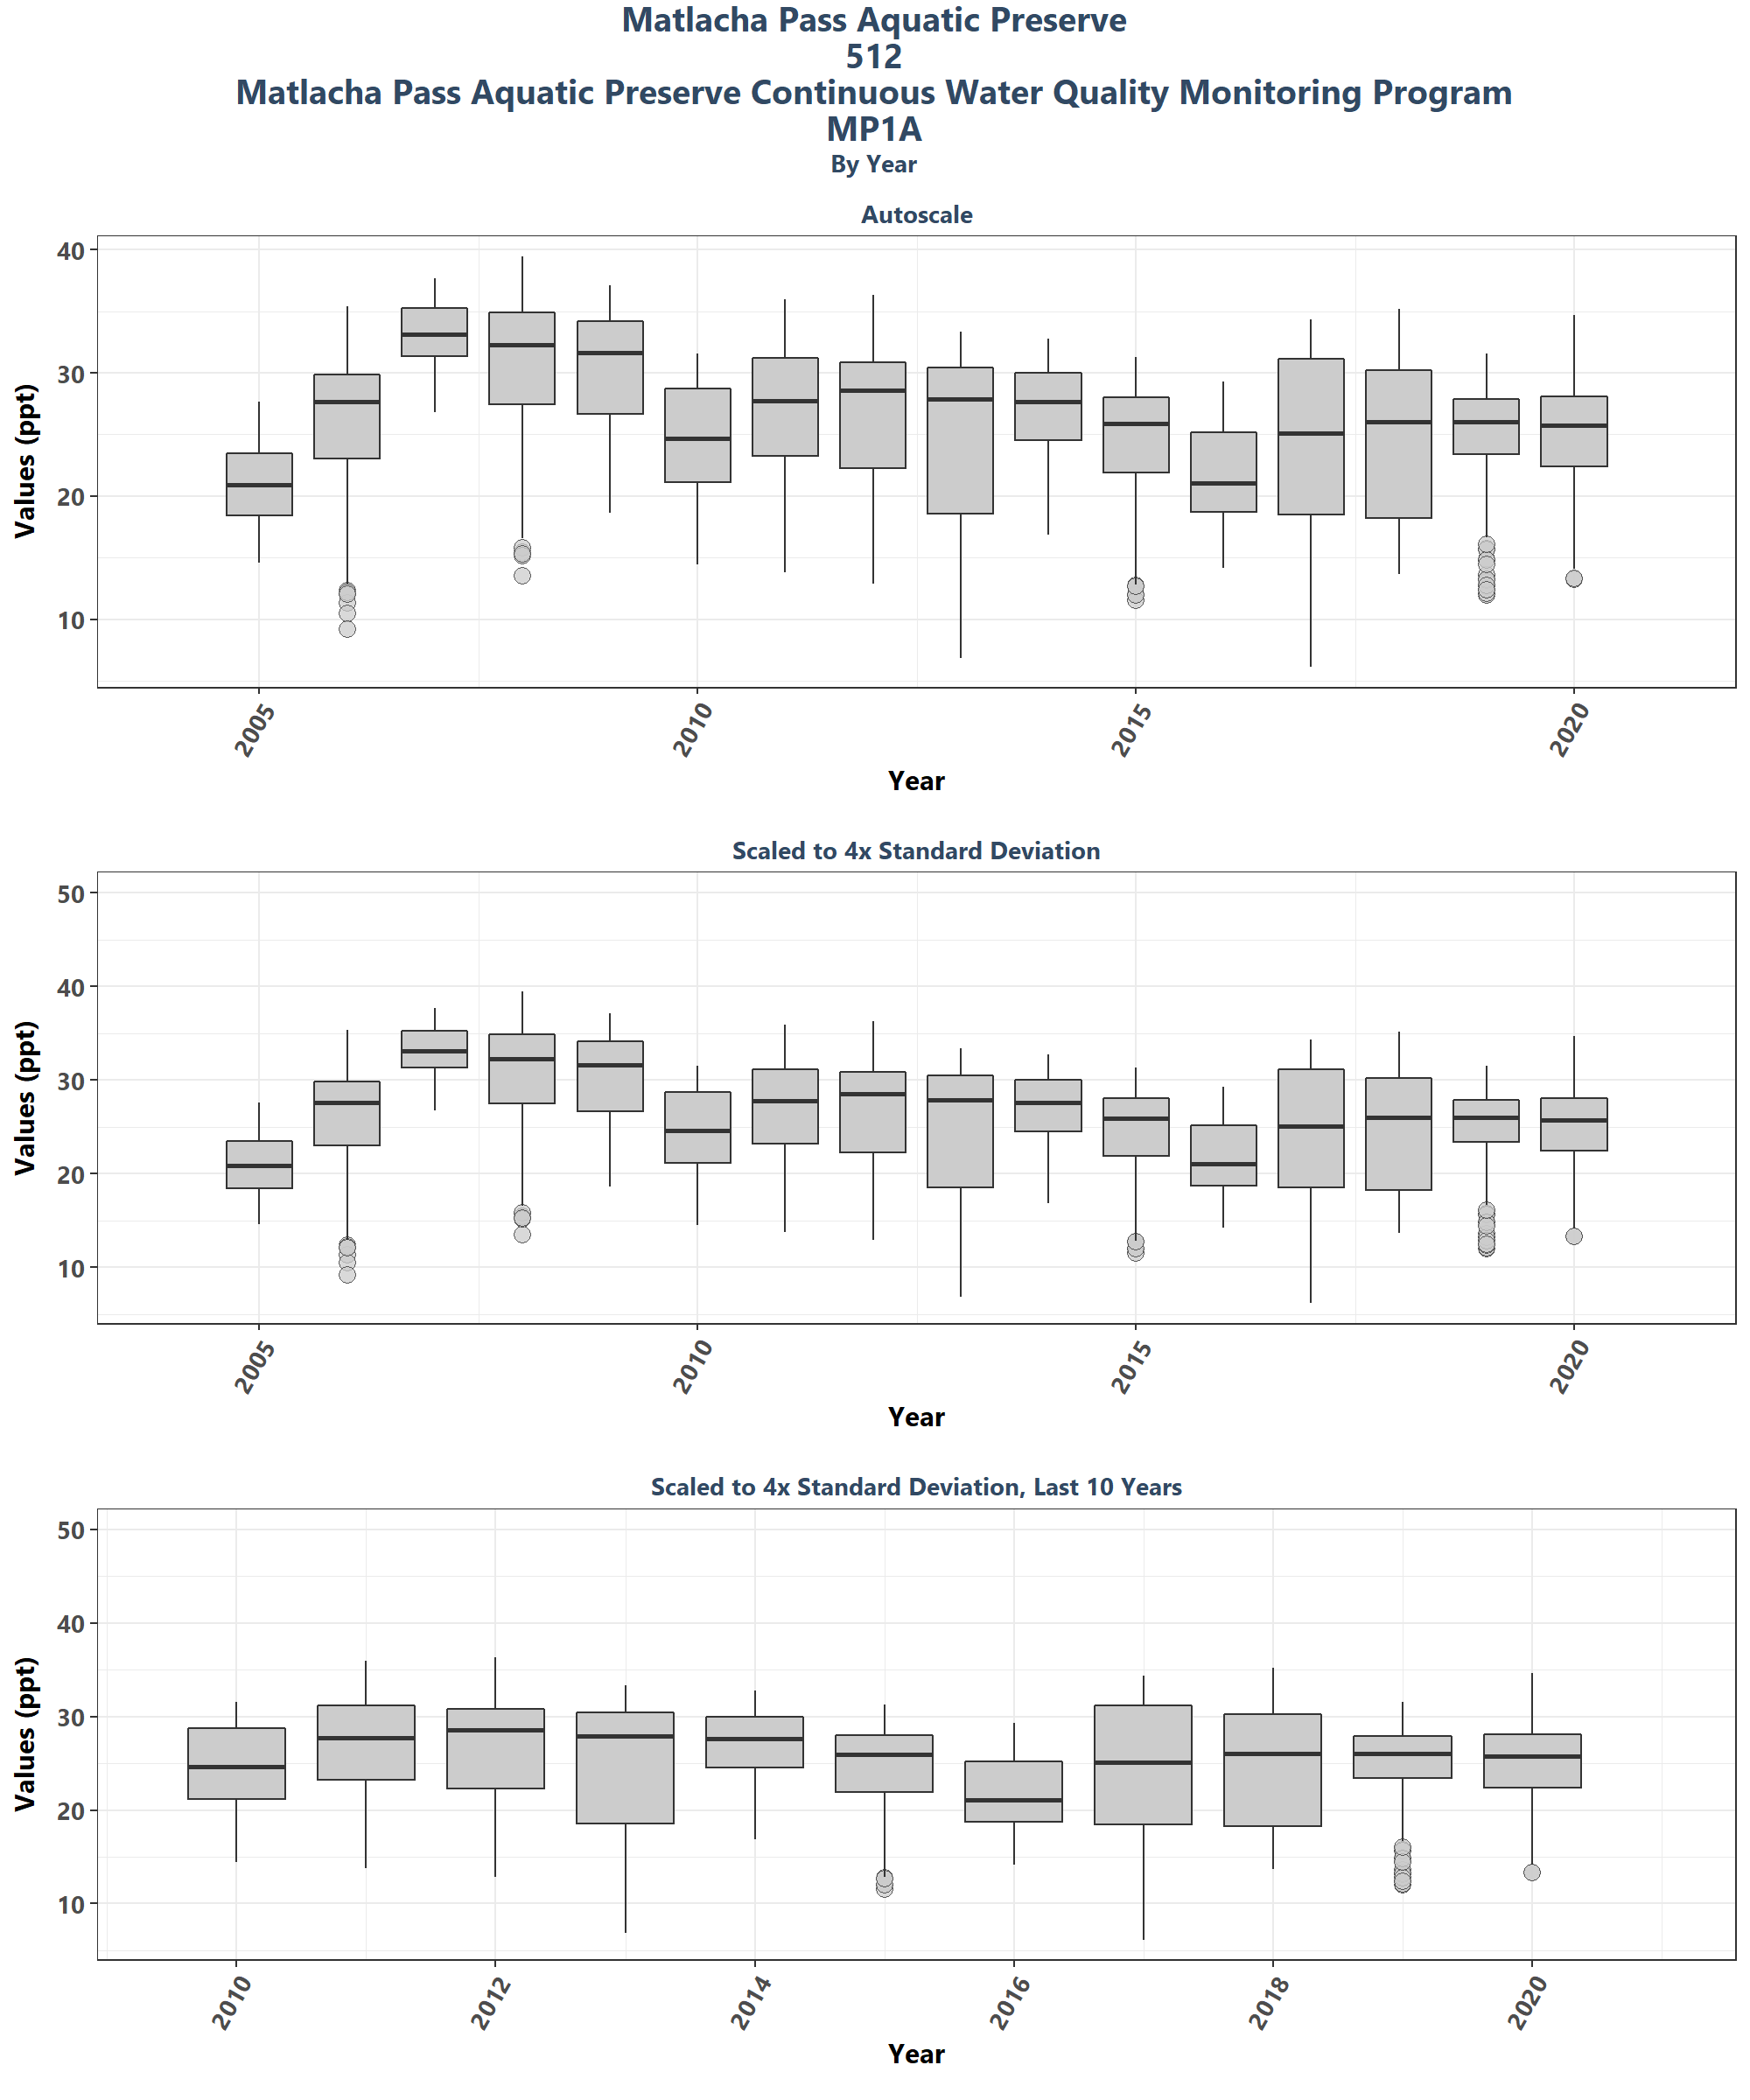 Matlacha Pass Aquatic Preserve
512
Matlacha Pass Aquatic Preserve Continuous Water Quality Monitoring Program
MP1A
By Year
Autoscale
Values (ppt)
40
30
20
10
2005
2010
2015
2020
Year
Scaled to 4x Standard Deviation
Values (ppt)
50
40
30
20
10
2005
2010
2015
2020
Year
Scaled to 4x Standard Deviation, Last 10 Years
Values (ppt)
50
40
30
20
10
2010
2012
2014
2016
2018
2020
Year